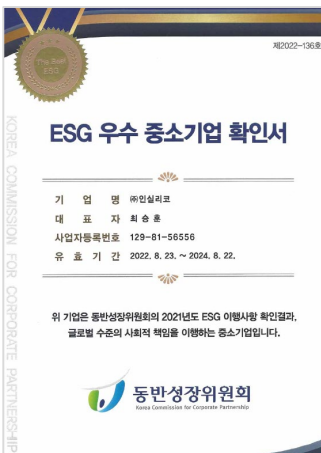 제2022-136호
The Best
ESG
ESG 우수 중소기업 확인서
기 업 명 ㈜인실리코
대 표 자 최 승 훈
사업자등록번호 129-81-56556
유 효 기 간 2022. 8. 23. ~ 2024. 8. 22.
위 기업은 동반성장위원회의 2021년도 ESG 이행사항 확인결과,
글로벌 수준의 사회적 책임을 이행하는 중소기업입니다.
동반성장위원회
Korea Commission for Corporate Partnership
KOREA COMMISSION FOR CORPORATE PARTNERSHIP